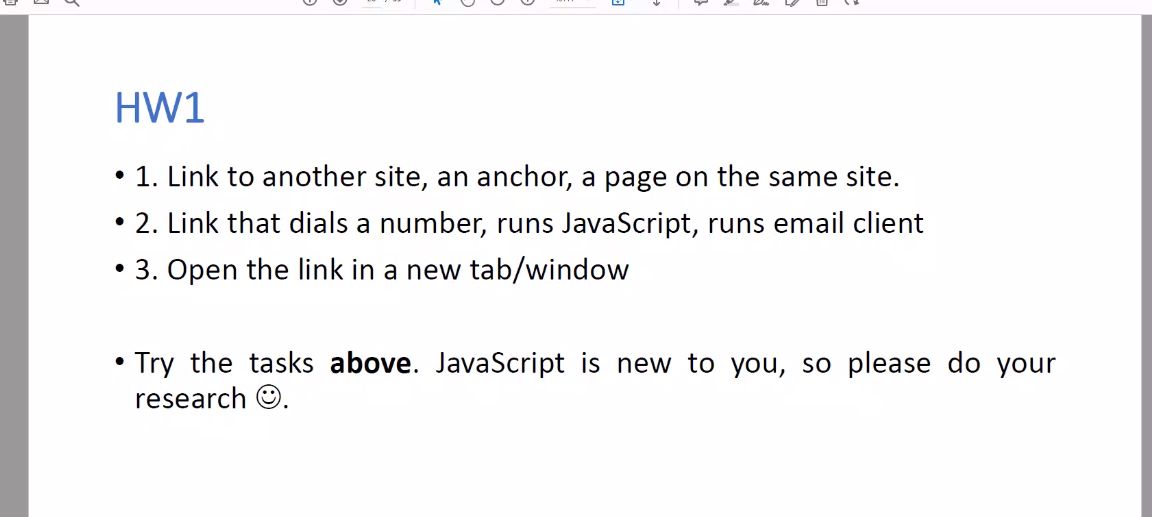 HW1
• 1. Link to another site, an anchor, a page on the same site.
• 2. Link that dials a number, runs JavaScript, runs email client
• 3. Open the link in a new tab/window
• Try the tasks above. JavaScript is new to you, so please do your
research ☺.